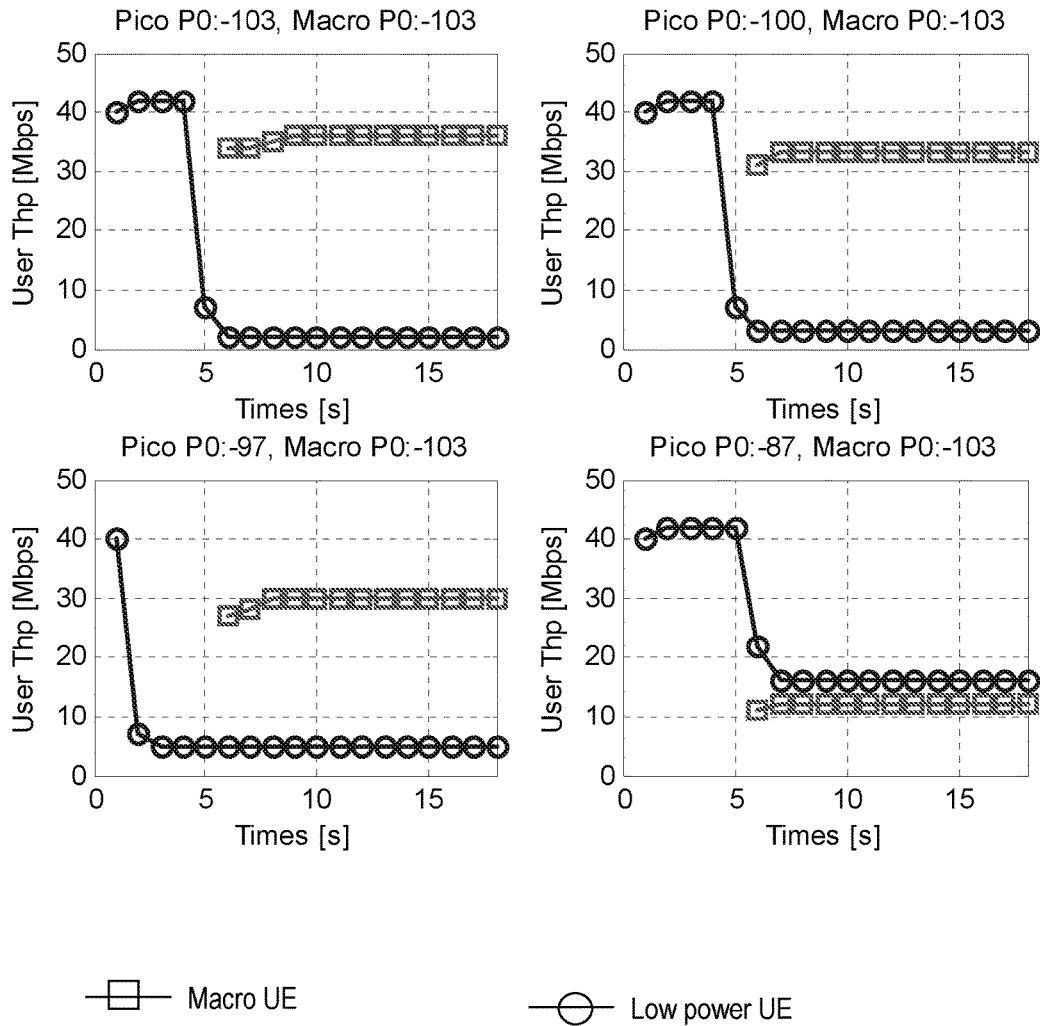 Pico P0:-103, Macro P0:-103
User Thp [Mbps]
50
40
30
20
10
0
0 5 10 15
Times [s]
Pico P0:-100, Macro P0:-103
User Thp [Mbps]
50
40
30
20
10
0
0 5 10 15
Times [s]
Pico P0:-97, Macro P0:-103
User Thp [Mbps]
50
40
30
20
10
0
0 5 10 15
Times [s]
Pico P0:-87, Macro P0:-103
User Thp [Mbps]
50
40
30
20
10
0
0 5 10 15
Times [s]
Macro UE
Low power UE